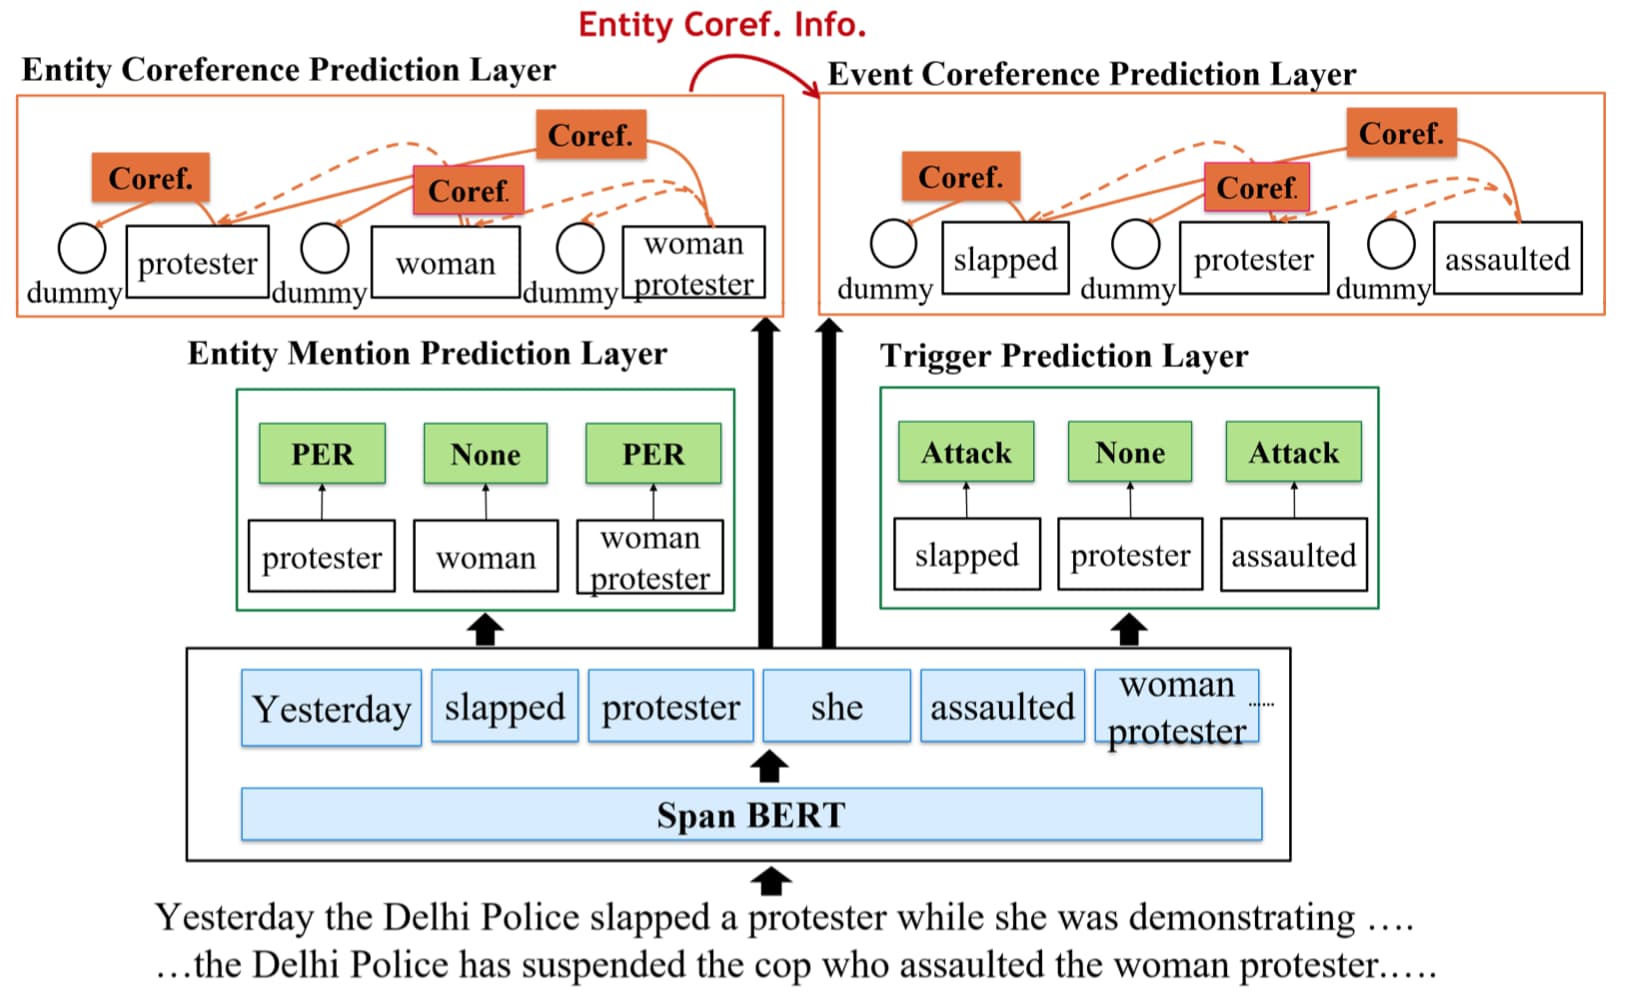 Entity Coref. Info.
Entity Coreference Prediction Layer
Event Coreference Prediction Layer
Coref.
Coref.
Coref.
dummy
protester
dummy
woman
dummy
woman
protester
Coref.
Coref.
Coref.
dummy
slapped
dummy
protester
dummy
assaulted
Entity Mention Prediction Layer
PER
None
PER
protester
woman
woman
protester
Trigger Prediction Layer
Attack
None
Attack
slapped
protester
assaulted
Yesterday
slapped
protester
she
assaulted
woman
protester
......
Span BERT
Yesterday the Delhi Police slapped a protester while she was demonstrating ....
...the Delhi Police has suspended the cop who assaulted the woman protester.....